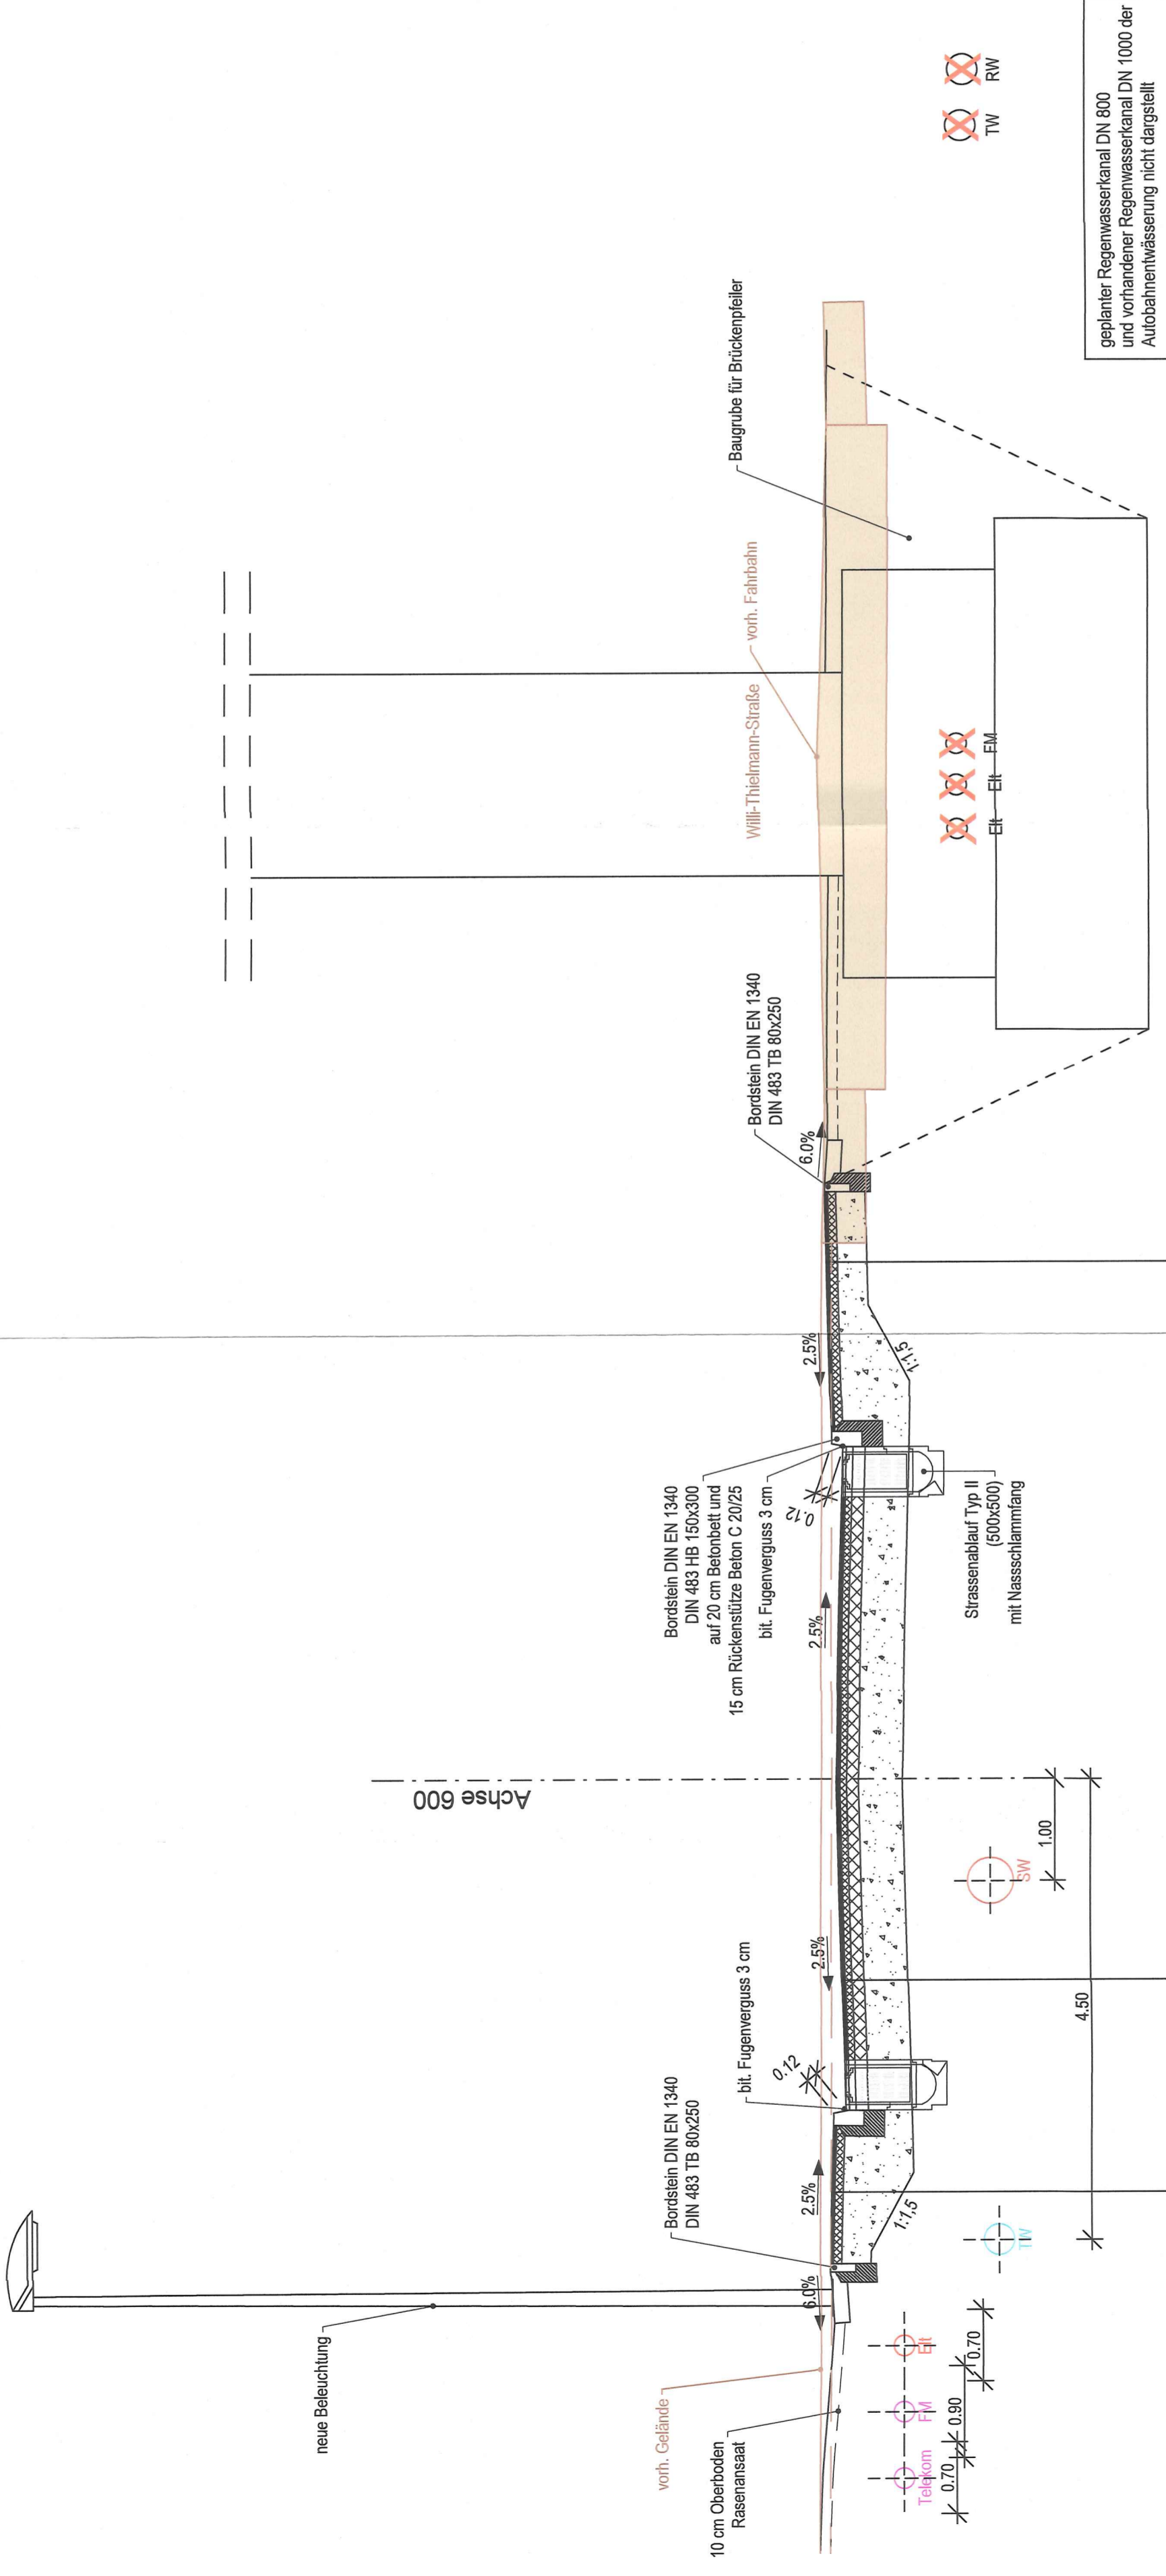 neue Beleuchtung
vorh. Gelände
10 cm Oberboden
Rasenansaat
Telekom
FM
Elt
0.70
0.90
0.70
6.0%
2.5%
Bordstein DIN EN 1340
DIN 483 TB 80x250
bit. Fugenverguss 3 cm
0.12
1:1,5
TW
4.50
2.5%
SW
1.00
Achse 600
2.5%
Bordstein DIN EN 1340
DIN 483 HB 150x300
auf 20 cm Betonbett und
15 cm Rückenstütze Beton C 20/25
bit. Fugenverguss 3 cm
0.12
Strassenablauf Typ II
(500x500)
mit Nassschlammfang
2.5%
1:1,5
6.0%
Bordstein DIN EN 1340
DIN 483 TB 80x250
Willi-Thielmann-Straße
vorh. Fahrbahn
Elt
Elt
FM
Baugrube für Brückenpfeiler
TW
RW
geplanter Regenwasserkanal DN 800
und vorhandener Regenwasserkanal DN 1000 der
Autobahnentwässerung nicht dargstellt